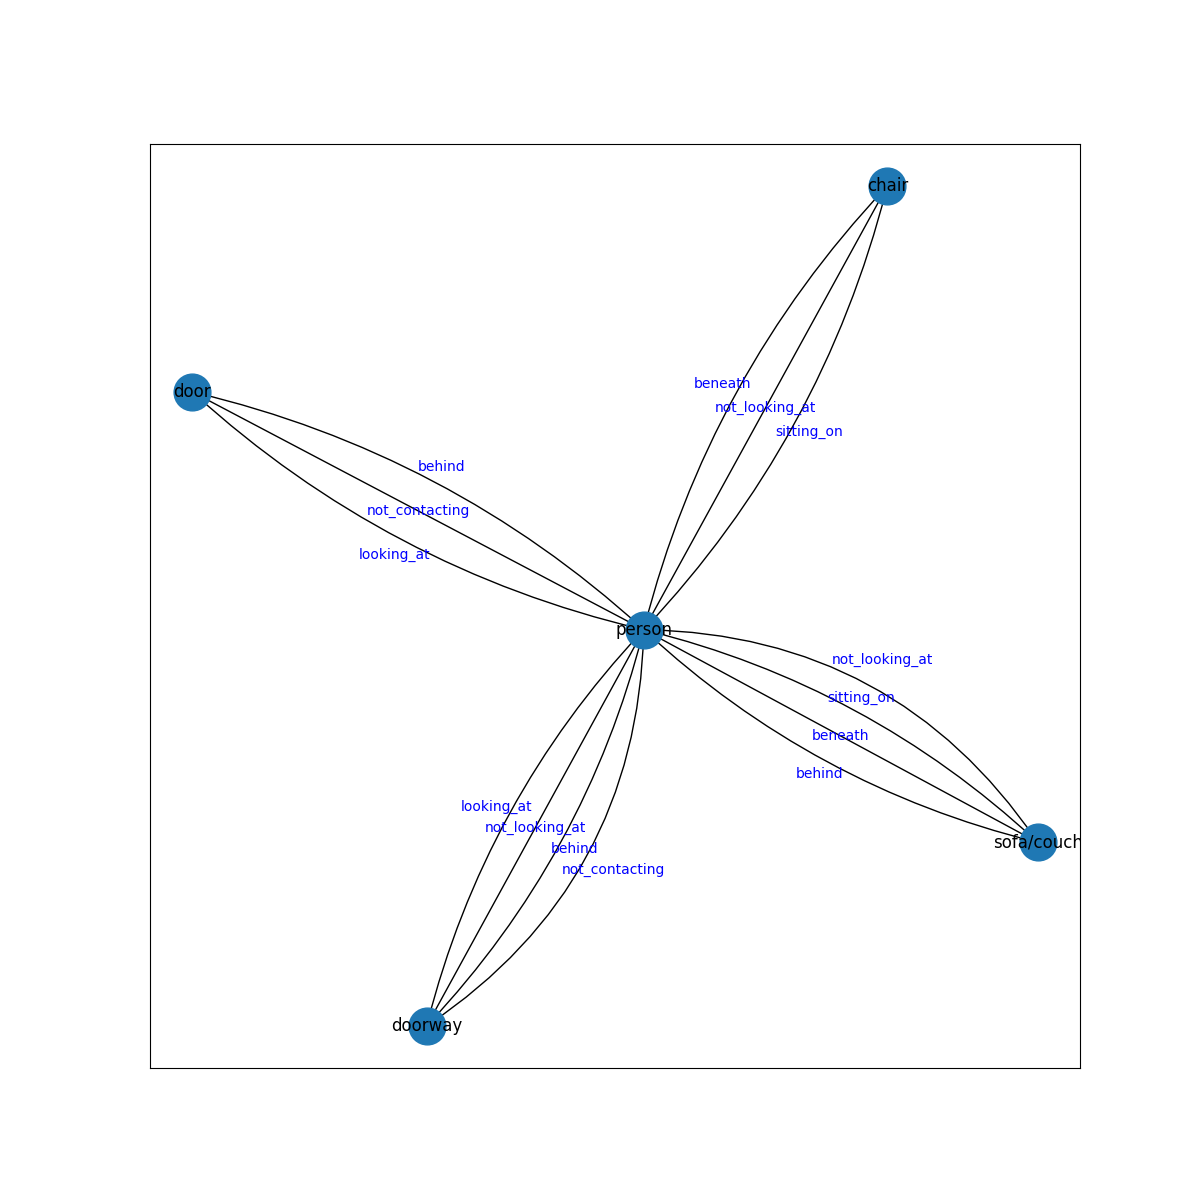 chair
beneath
door
not_looking_at
sitting_on
behind
not_contacting
looking_at
person
not_looking_at
sitting_on
beneath
behind
looking_at
not_looking_at
behind
not_contacting
sofa/couch
doorway